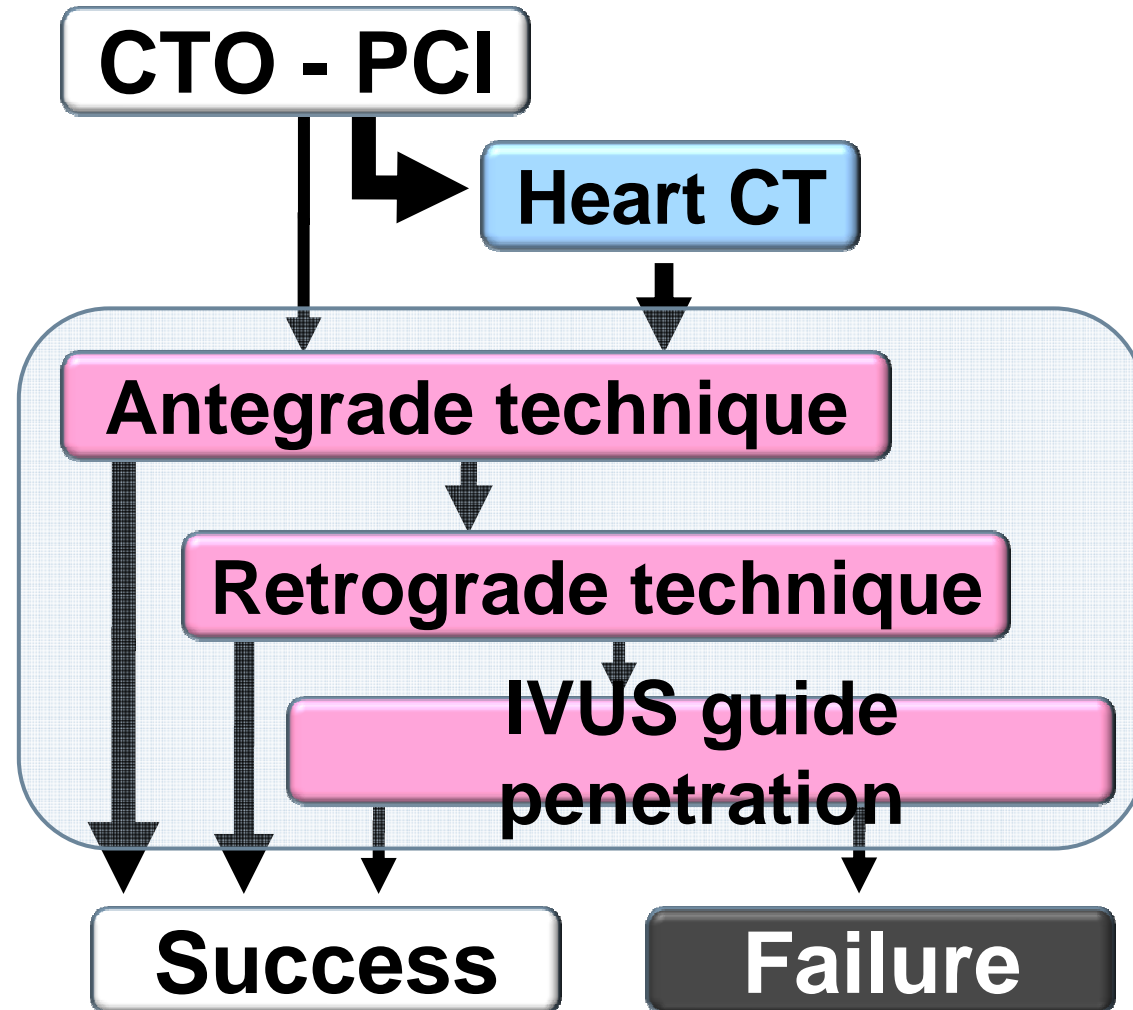 CTO - PCI
Heart CT
Antegrade technique
Retrograde technique
IVUS guide
penetration
Success
Failure